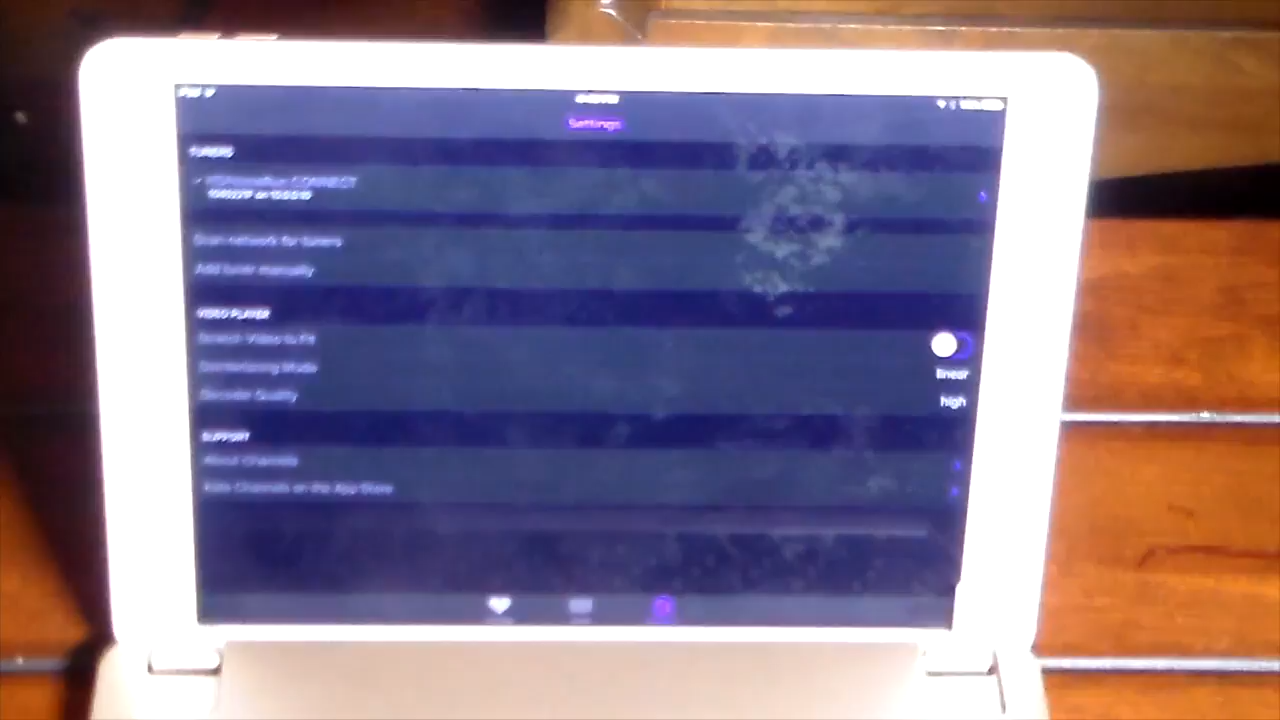 iPad
Settings
TUNERS
HDHomeRun CONNECT
Scan network for tuners
Add tuner manually
VIDEO PLAYER
Stretch Video to Fit
Deinterlacing Mode
linear
Decoder Quality
high
SUPPORT
About Channels
Rate Channels on the App Store